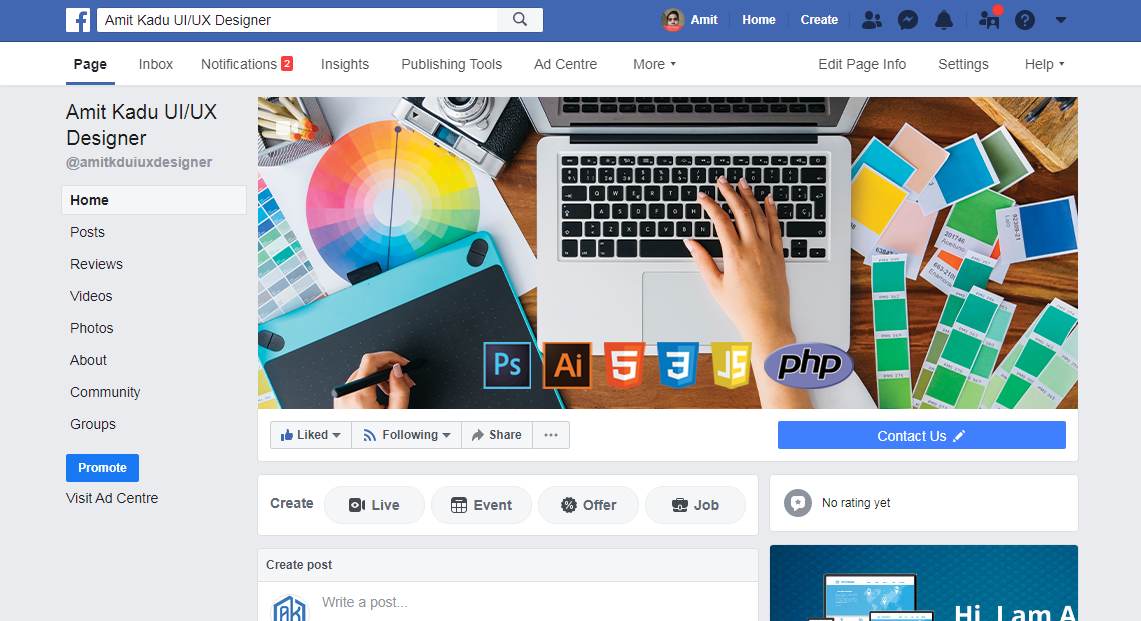 Amit Kadu UI/UX Designer
Amit
Home
Create
Page
Inbox
Notifications 2
Insights
Publishing Tools
Ad Centre
More
Edit Page Info
Settings
Help
Amit Kadu UI/UX
Designer
@amitkduiuxdesigner
Home
Posts
Reviews
Videos
Photos
About
Community
Groups
Promote
Visit Ad Centre
Ps
Ai
5
3
JS
php
Liked
Following
Share
Contact Us
Create
Live
Event
Offer
Job
No rating yet
Create post
Write a post...
Hi, I am A